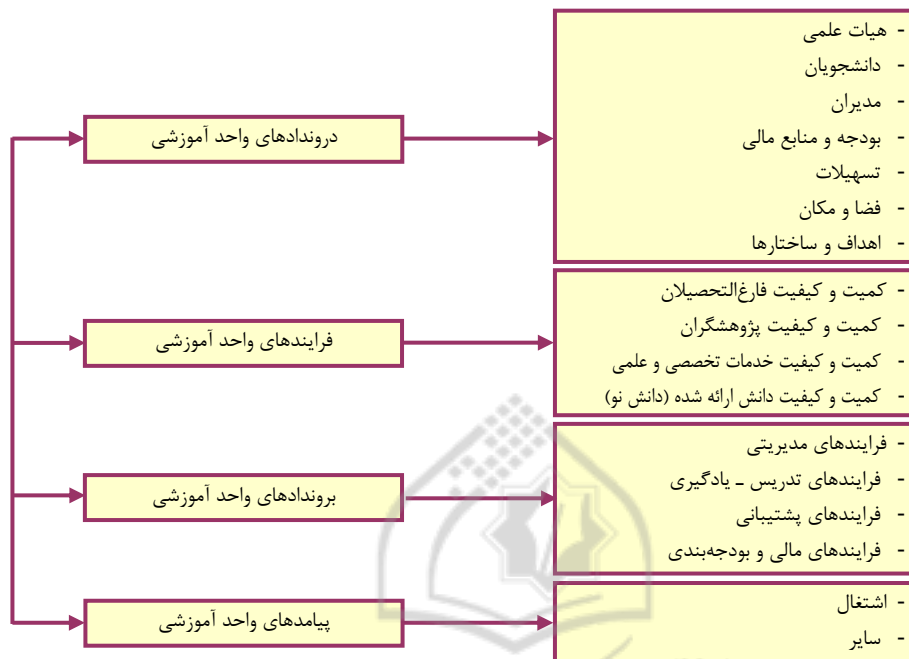 - هیات علمی
- دانشجویان
- مدیران
- بودجه و منابع مالی
- تسهیلات
- فضا و مکان
- اهداف و ساختارها
دروندادهای واحد آموزشی
- کمیت و کیفیت فارغ‌التحصیلان
- کمیت و کیفیت پژوهشگران
- کمیت و کیفیت خدمات تخصصی و علمی
- کمیت و کیفیت دانش ارائه شده (دانش نو)
فرایندهای واحد آموزشی
- فرایندهای مدیریتی
- فرایندهای تدریس ـ یادگیری
- فرایندهای پشتیبانی
- فرایندهای مالی و بودجه‌بندی
بروندادهای واحد آموزشی
- اشتغال
- سایر
پیامدهای واحد آموزشی